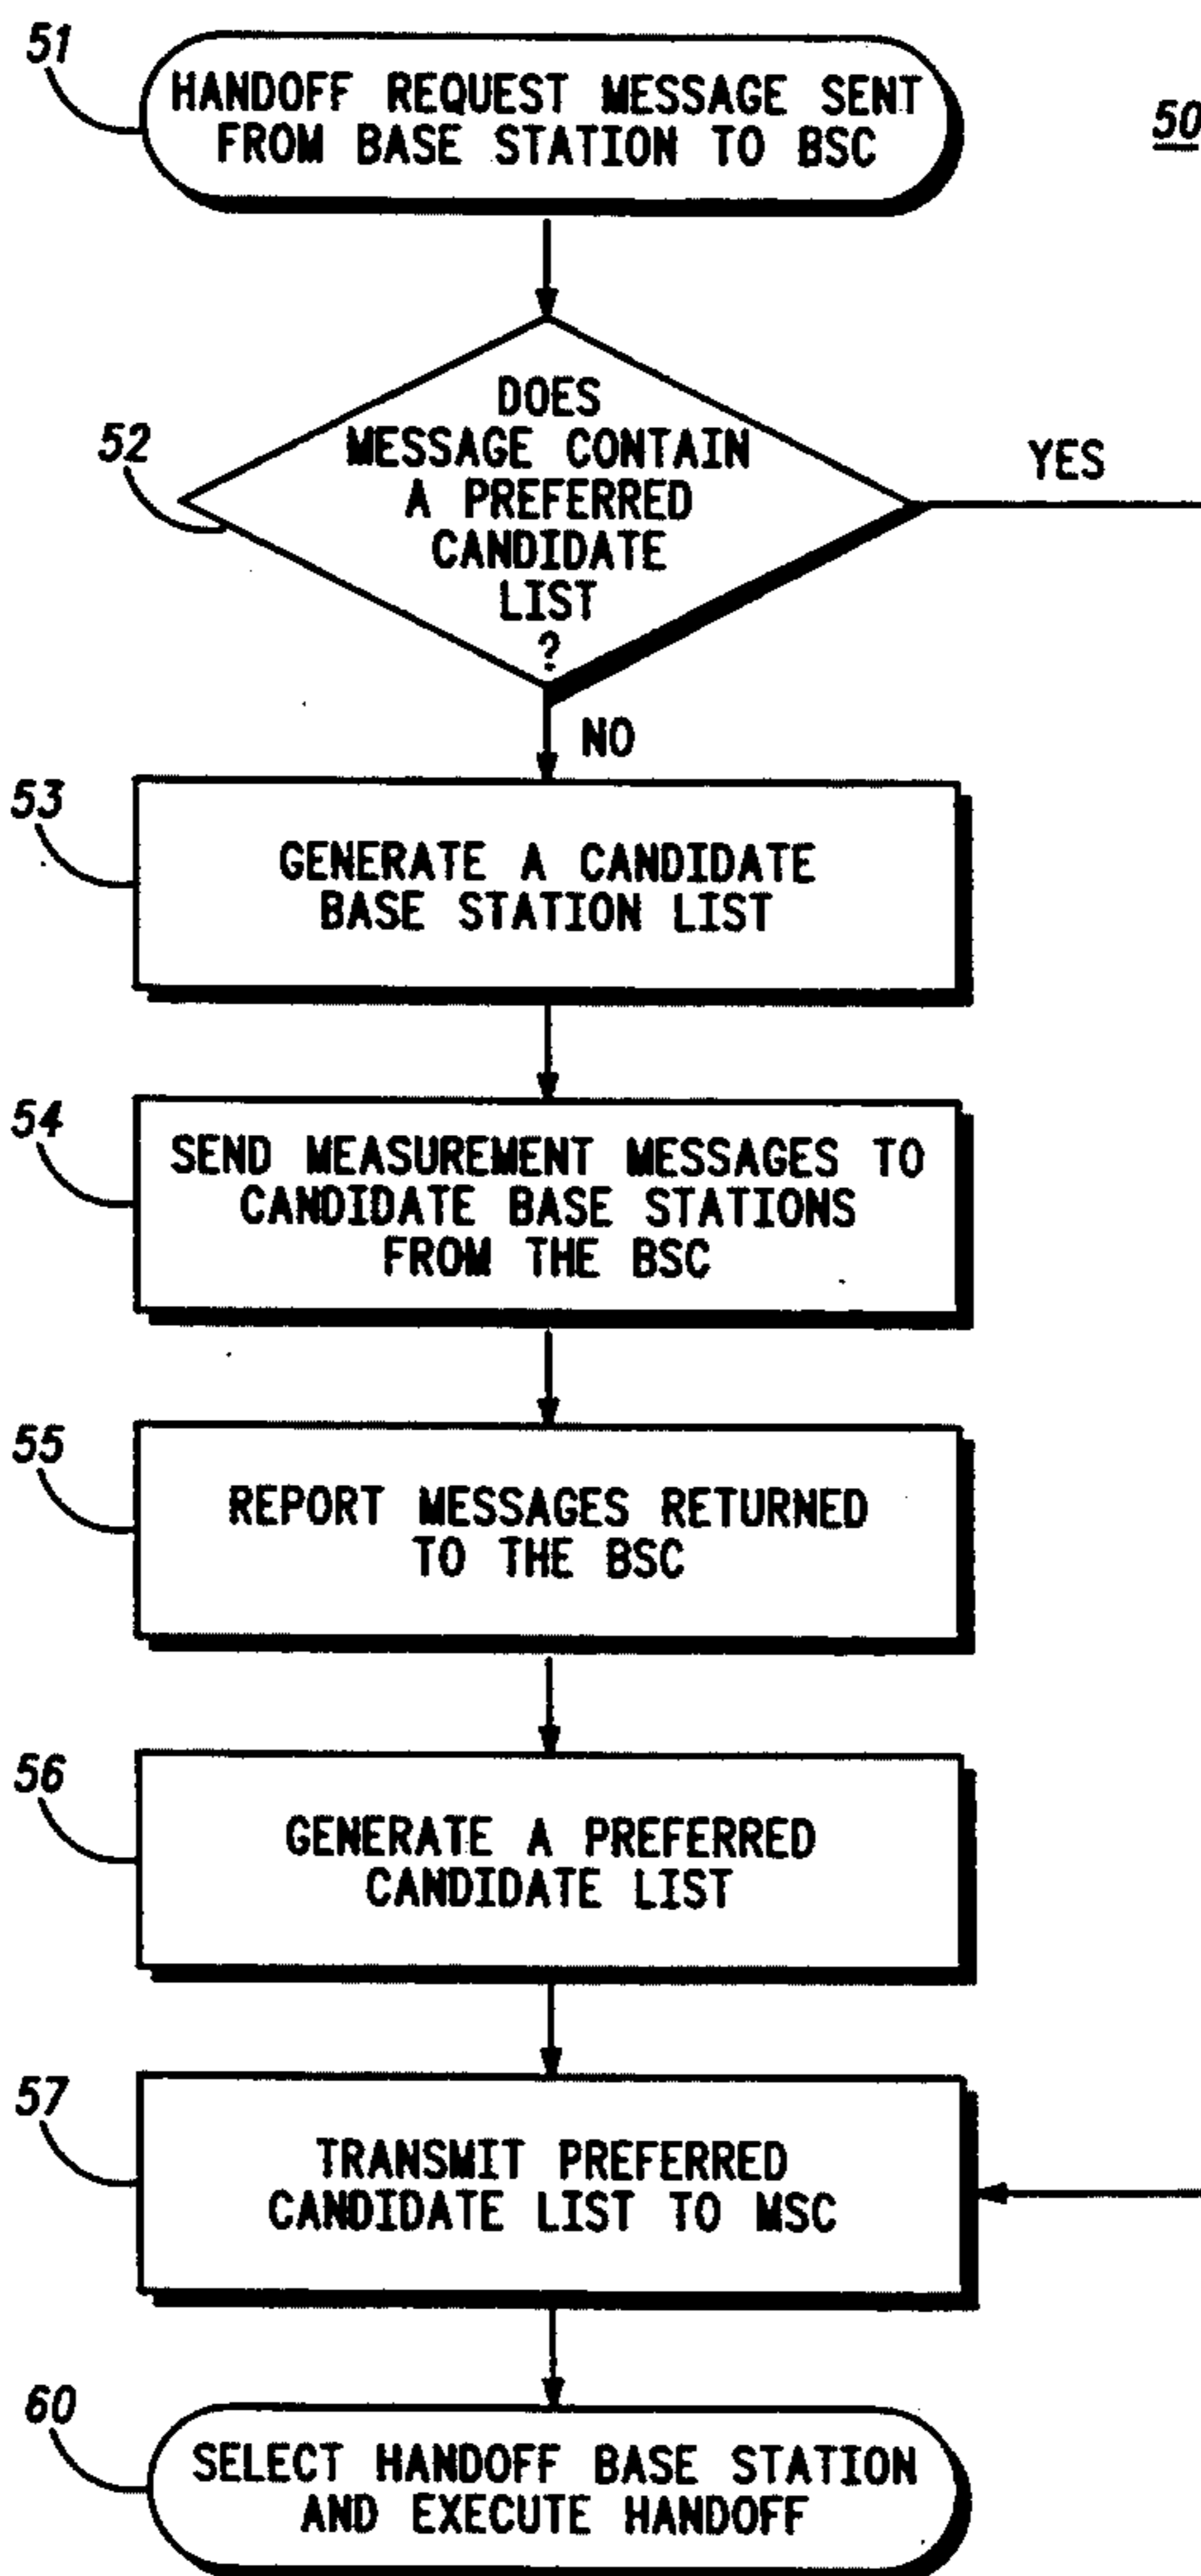 51
HANDOFF REQUEST MESSAGE SENT
FROM BASE STATION TO BSC
50
52
DOES
MESSAGE CONTAIN
A PREFERRED
CANDIDATE
LIST
?
YES
NO
53
GENERATE A CANDIDATE
BASE STATION LIST
54
SEND MEASUREMENT MESSAGES TO
CANDIDATE BASE STATIONS
FROM THE BSC
55
REPORT MESSAGES RETURNED
TO THE BSC
56
GENERATE A PREFERRED
CANDIDATE LIST
57
TRANSMIT PREFERRED
CANDIDATE LIST TO MSC
60
SELECT HANDOFF BASE STATION
AND EXECUTE HANDOFF